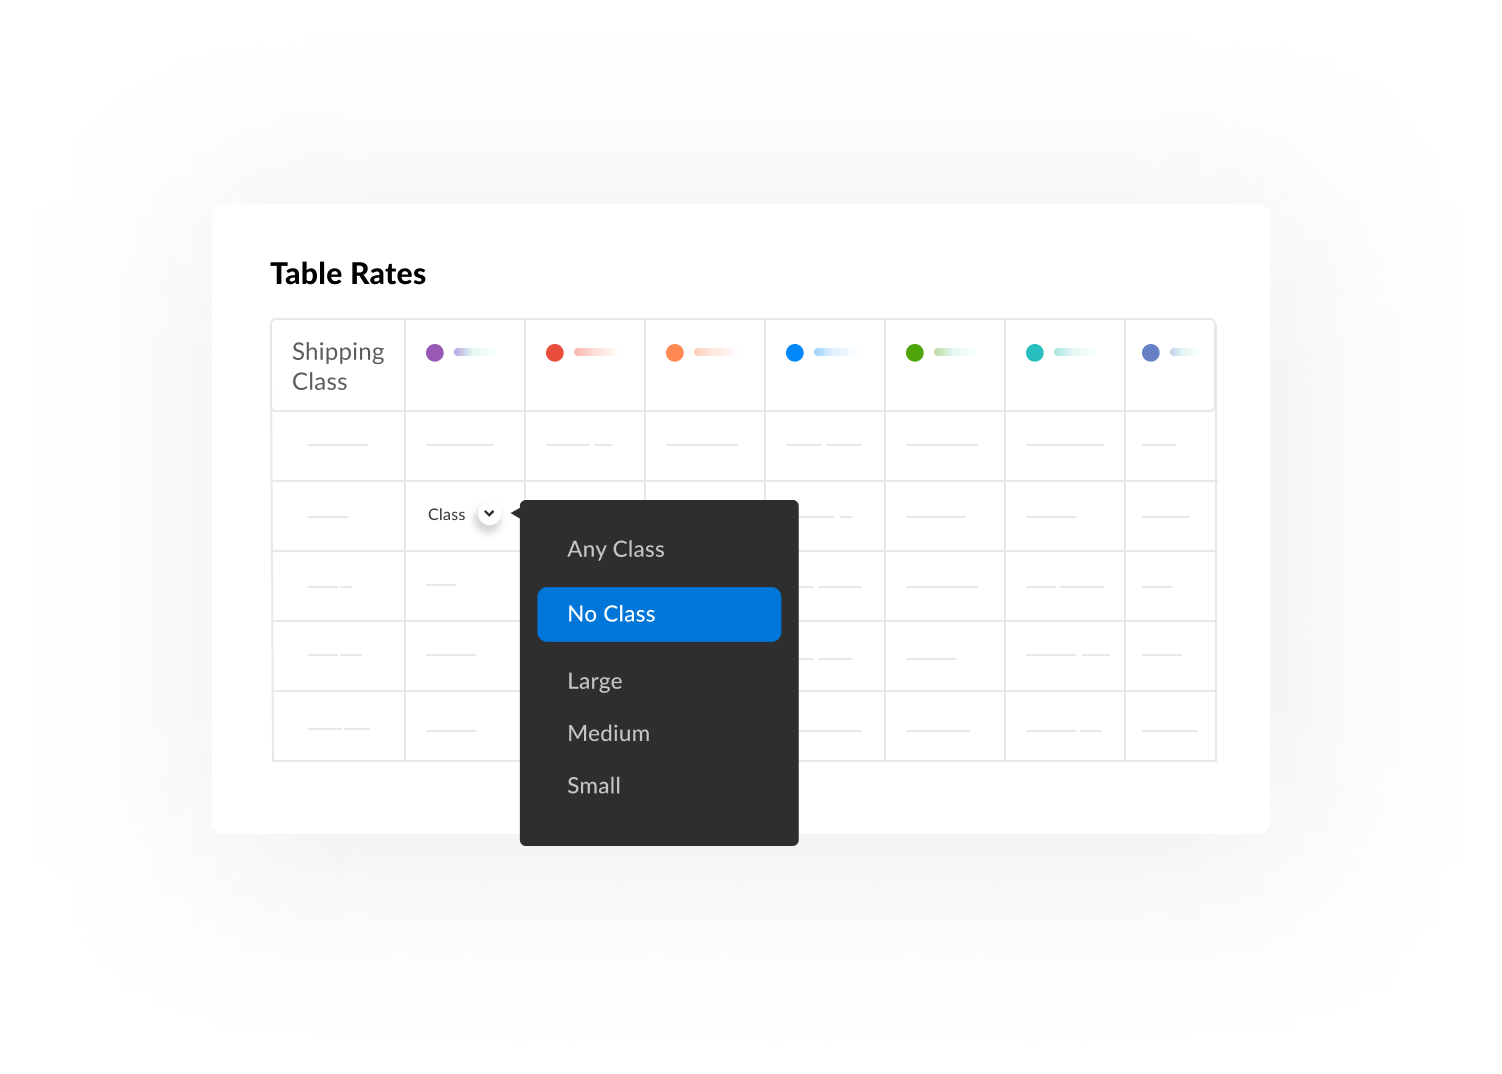 Table Rates
Shipping
Class
Class
Any Class
No Class
Large
Medium
Small